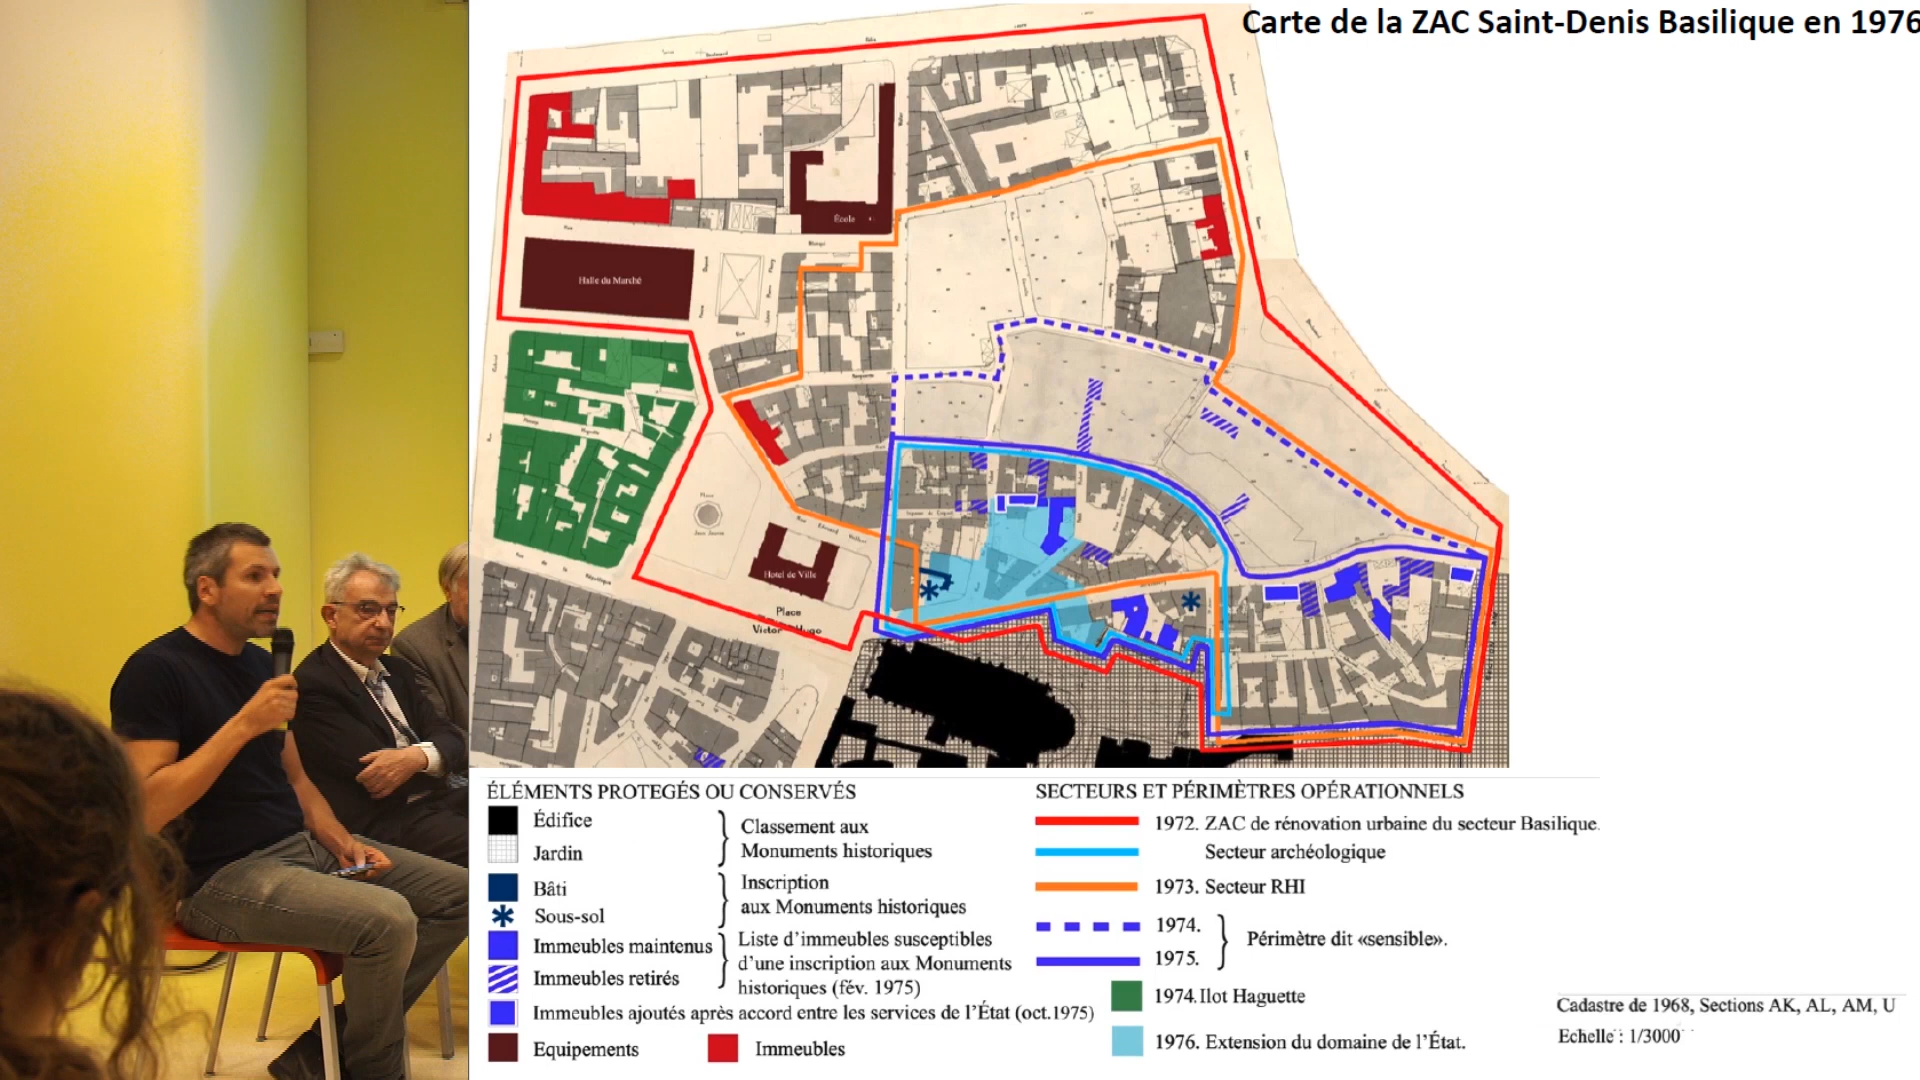 Carte de la ZAC Saint-Denis Basilique en 1976
École
Halle du Marché
Hotel de Ville
Place
Victor Hugo
ÉLÉMENTS PROTEGÉS OU CONSERVÉS
Édifice
Jardin
Classement aux
Monuments historiques
Bâti
Sous-sol
Inscription
aux Monuments historiques
Immeubles maintenus
Immeubles retirés
Liste d'immeubles susceptibles
d'une inscription aux Monuments
historiques (fév. 1975)
Immeubles ajoutés après accord entre les services de l'État (oct.1975)
Equipements
Immeubles
SECTEURS ET PÉRIMÈTRES OPÉRATIONNELS
1972. ZAC de rénovation urbaine du secteur Basilique.
Secteur archéologique
1973. Secteur RHI
1974.
1975.
Périmètre dit «sensible».
1974. Ilot Haguette
1976. Extension du domaine de l'État.
Cadastre de 1968, Sections AK, AL, AM, U
Echelle : 1/3000